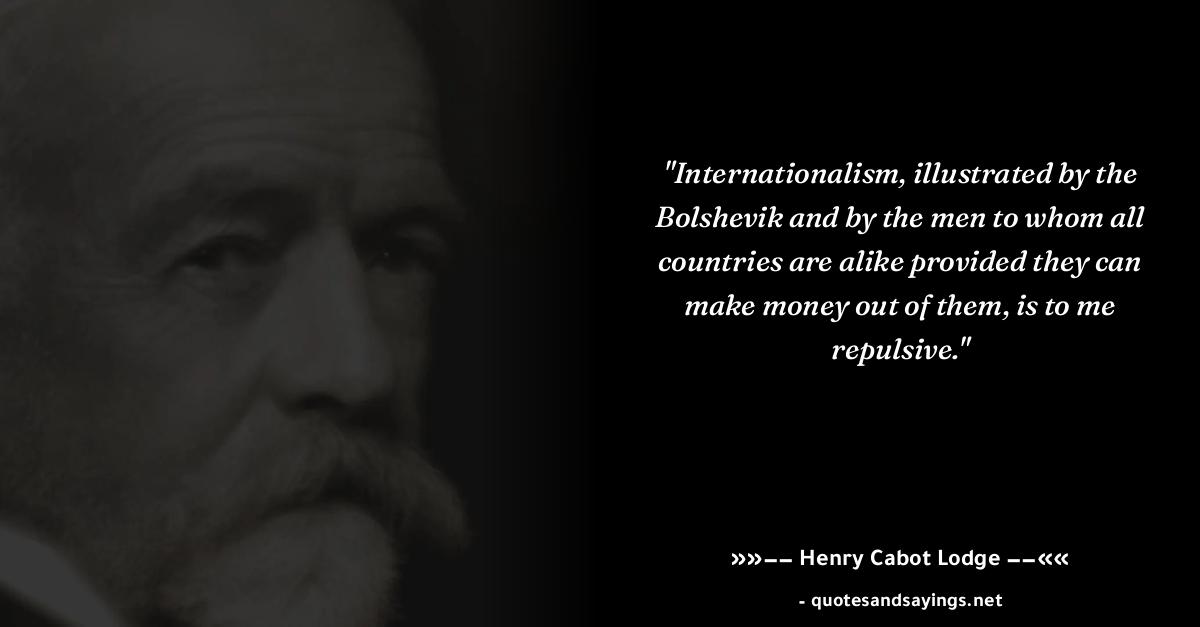 "Internationalism, illustrated by the
Bolshevik and by the men to whom all
countries are alike provided they can
make money out of them, is to me
repulsive."
»»−− Henry Cabot Lodge −−««
- quotesandsayings.net